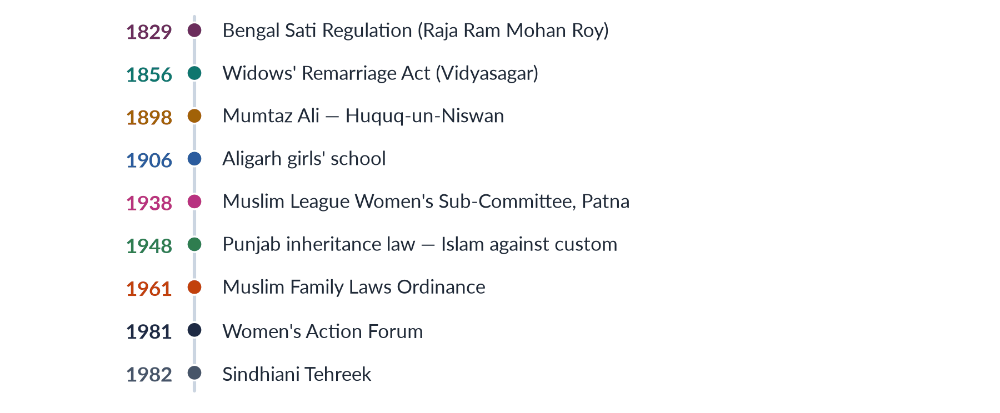 1829 Bengal Sati Regulation (Raja Ram Mohan Roy)
1856 Widows' Remarriage Act (Vidyasagar)
1898 Mumtaz Ali — Huquq-un-Niswan
1906 Aligarh girls' school
1938 Muslim League Women's Sub-Committee, Patna
1948 Punjab inheritance law — Islam against custom
1961 Muslim Family Laws Ordinance
1981 Women's Action Forum
1982 Sindhiani Tehreek